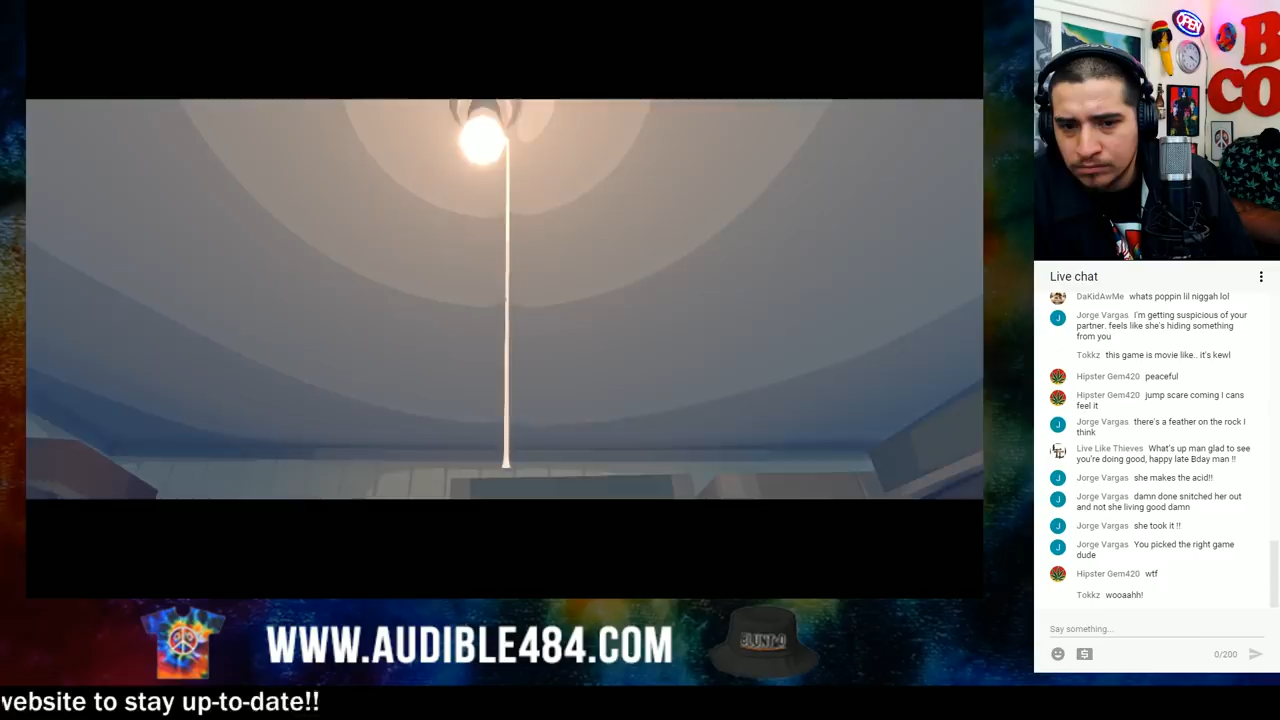 OPEN
B
CO
Live chat
DaKidAwMe whats poppin lil niggah lol
Jorge Vargas I'm getting suspicious of your
partner. feels like she's hiding something
from you
Tokkz this game is movie like.. it's kewl
Hipster Gem420 peaceful
Hipster Gem420 jump scare coming I cans
feel it
Jorge Vargas there's a feather on the rock I
think
Live Like Thieves What's up man glad to see
you're doing good, happy late Bday man !!
Jorge Vargas she makes the acid!!
Jorge Vargas damn done snitched her out
and not she living good damn
Jorge Vargas she took it !!
Jorge Vargas You picked the right game
dude
Hipster Gem420 wtf
Tokkz wooaahh!
Say something...
0/200
WWW.AUDIBLE484.COM
website to stay up-to-date!!